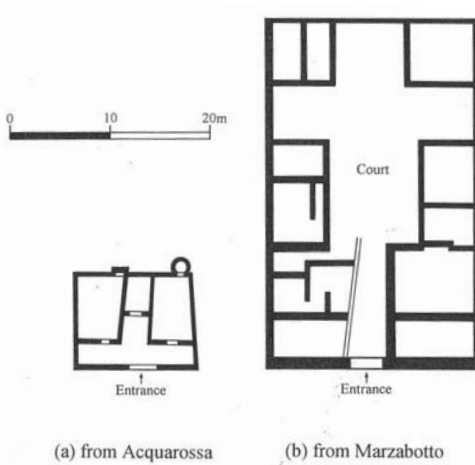 0 10 20m
Court
Entrance
Entrance
(a) from Acquarossa
(b) from Marzabotto